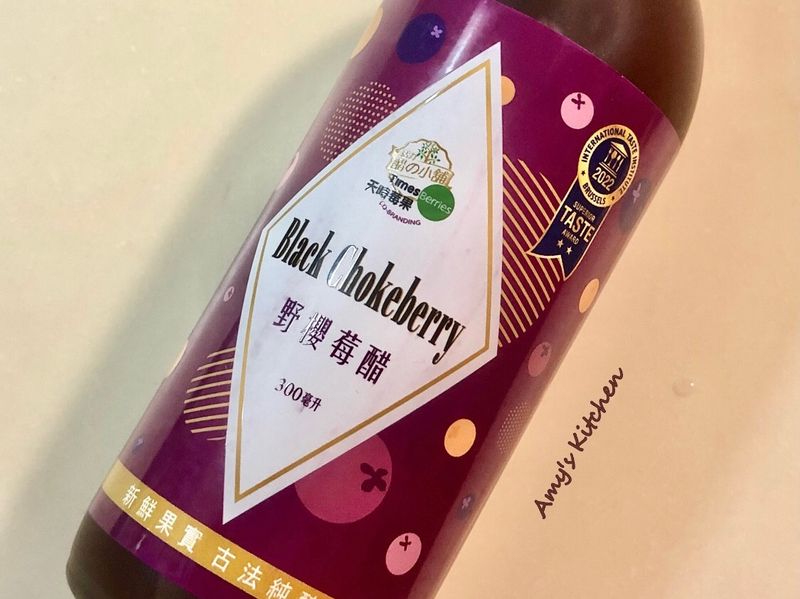 醋の小舖
Times Berries
天時莓果
CO-BRANDING
Black Chokeberry
野櫻莓醋
300毫升
INTERNATIONAL TASTE INSTITUTE
2022
BRUSSELS
SUPERIOR
TASTE
AWARD
新鮮果實 古法純
Amy's Kitchen